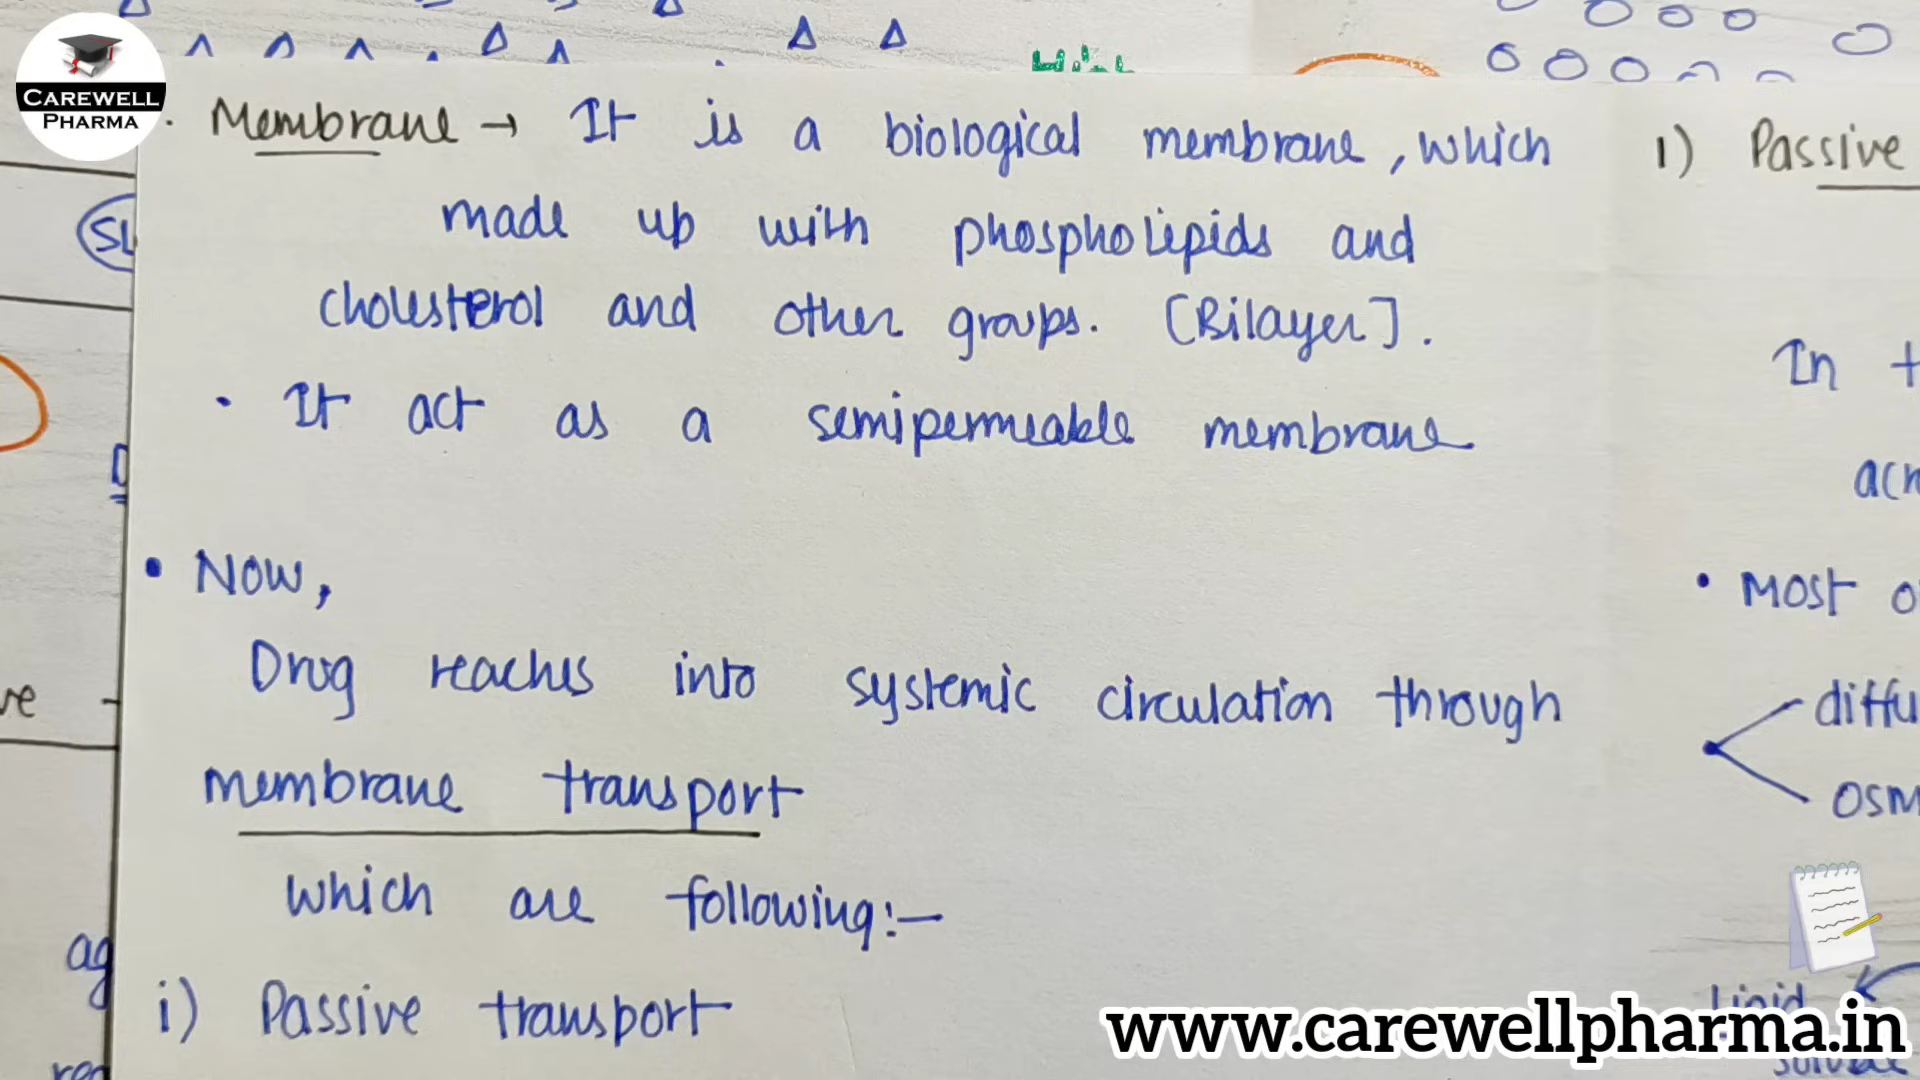 CAREWELL
PHARMA
Membrane → It is a biological membrane, which
made up with phospholipids and
cholesterol and other groups. [Bilayer].
• It act as a semipermeable membrane
• Now,
Drug reaches into systemic circulation through
membrane transport
which are following:-
i) Passive transport
1) Passive
In
• Most
Lipid
www.carewellpharma.in